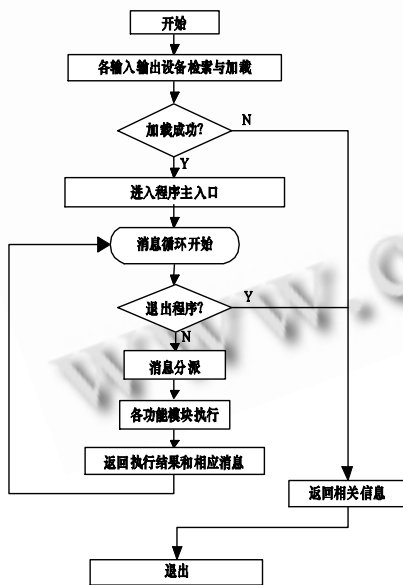 开始
各输入输出设备检索与加载
加载成功?
N
Y
进入程序主入口
消息循环开始
退出程序?
Y
N
消息分派
各功能模块执行
返回执行结果和相应消息
返回相关信息
退出
www.c